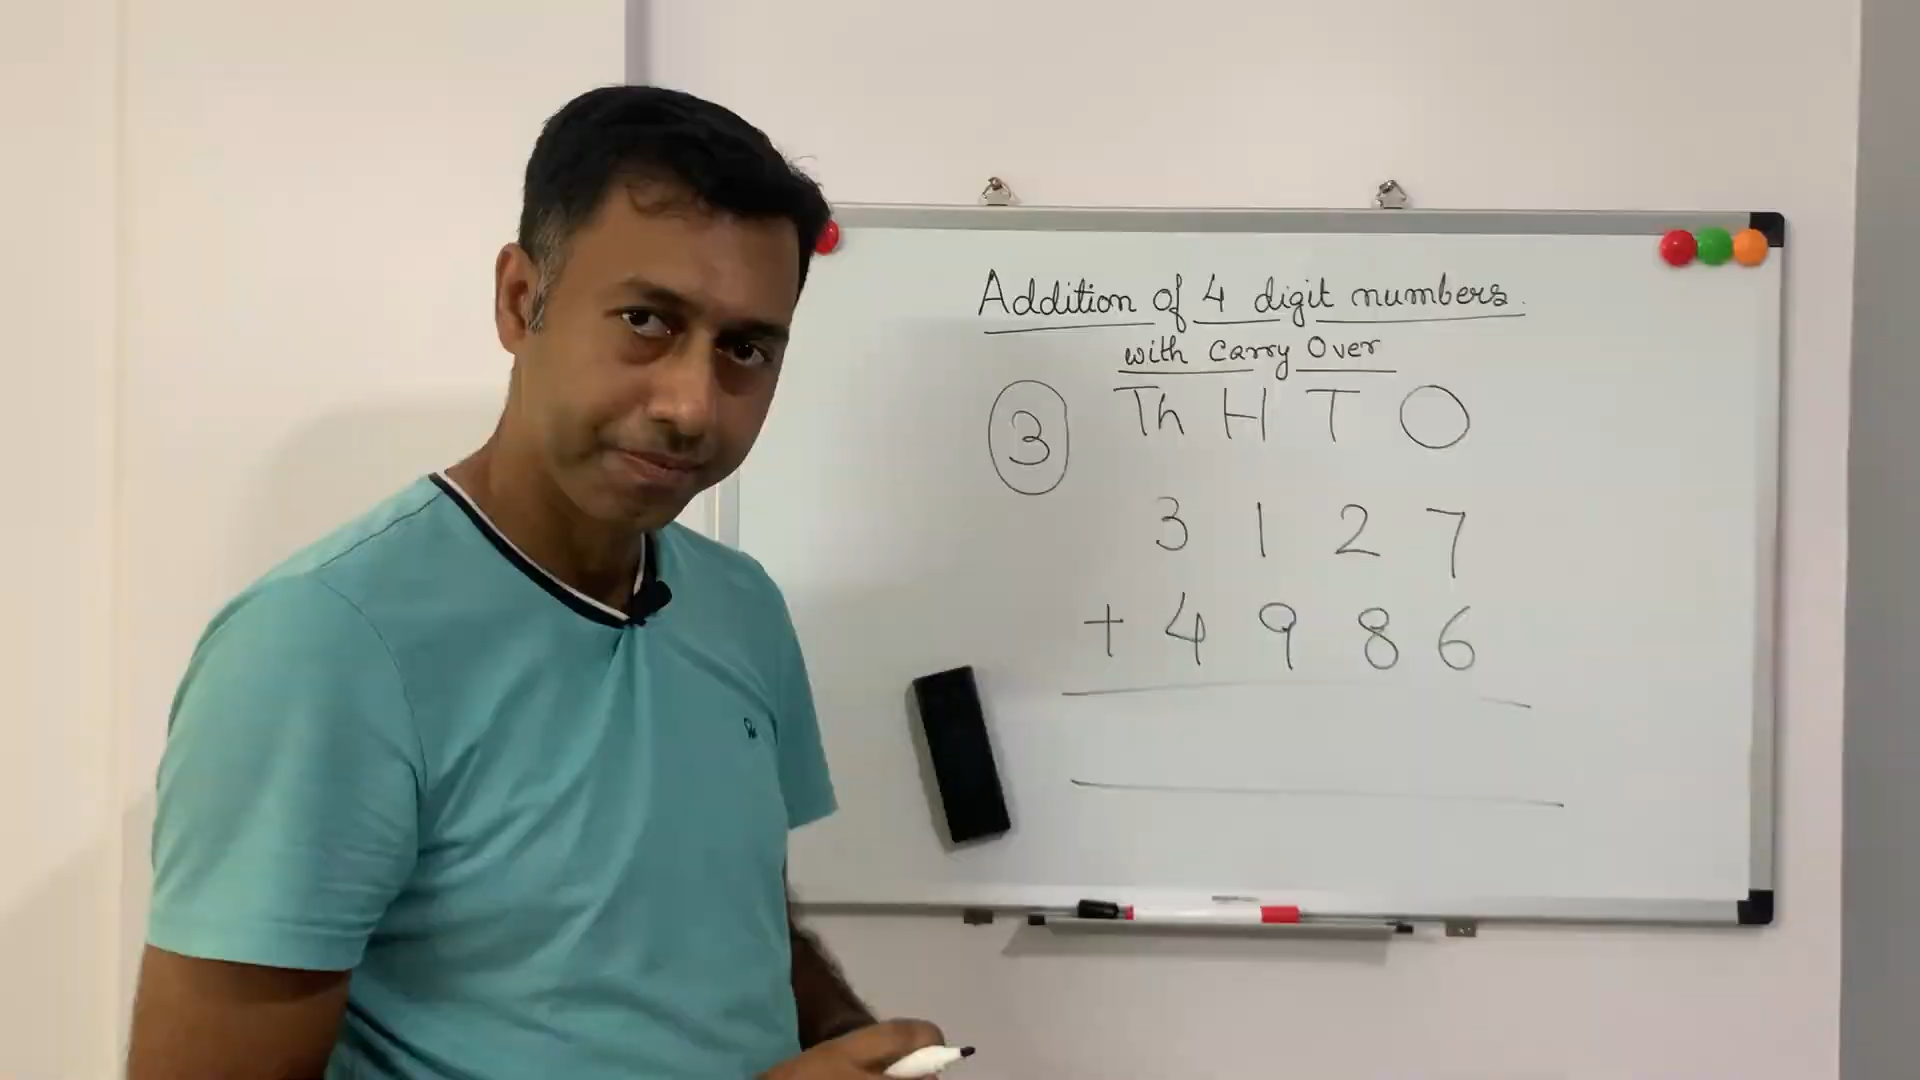 Addition of 4 digit numbers.
with Carry Over
3 Th H T O
3 1 2 7
+ 4 9 8 6